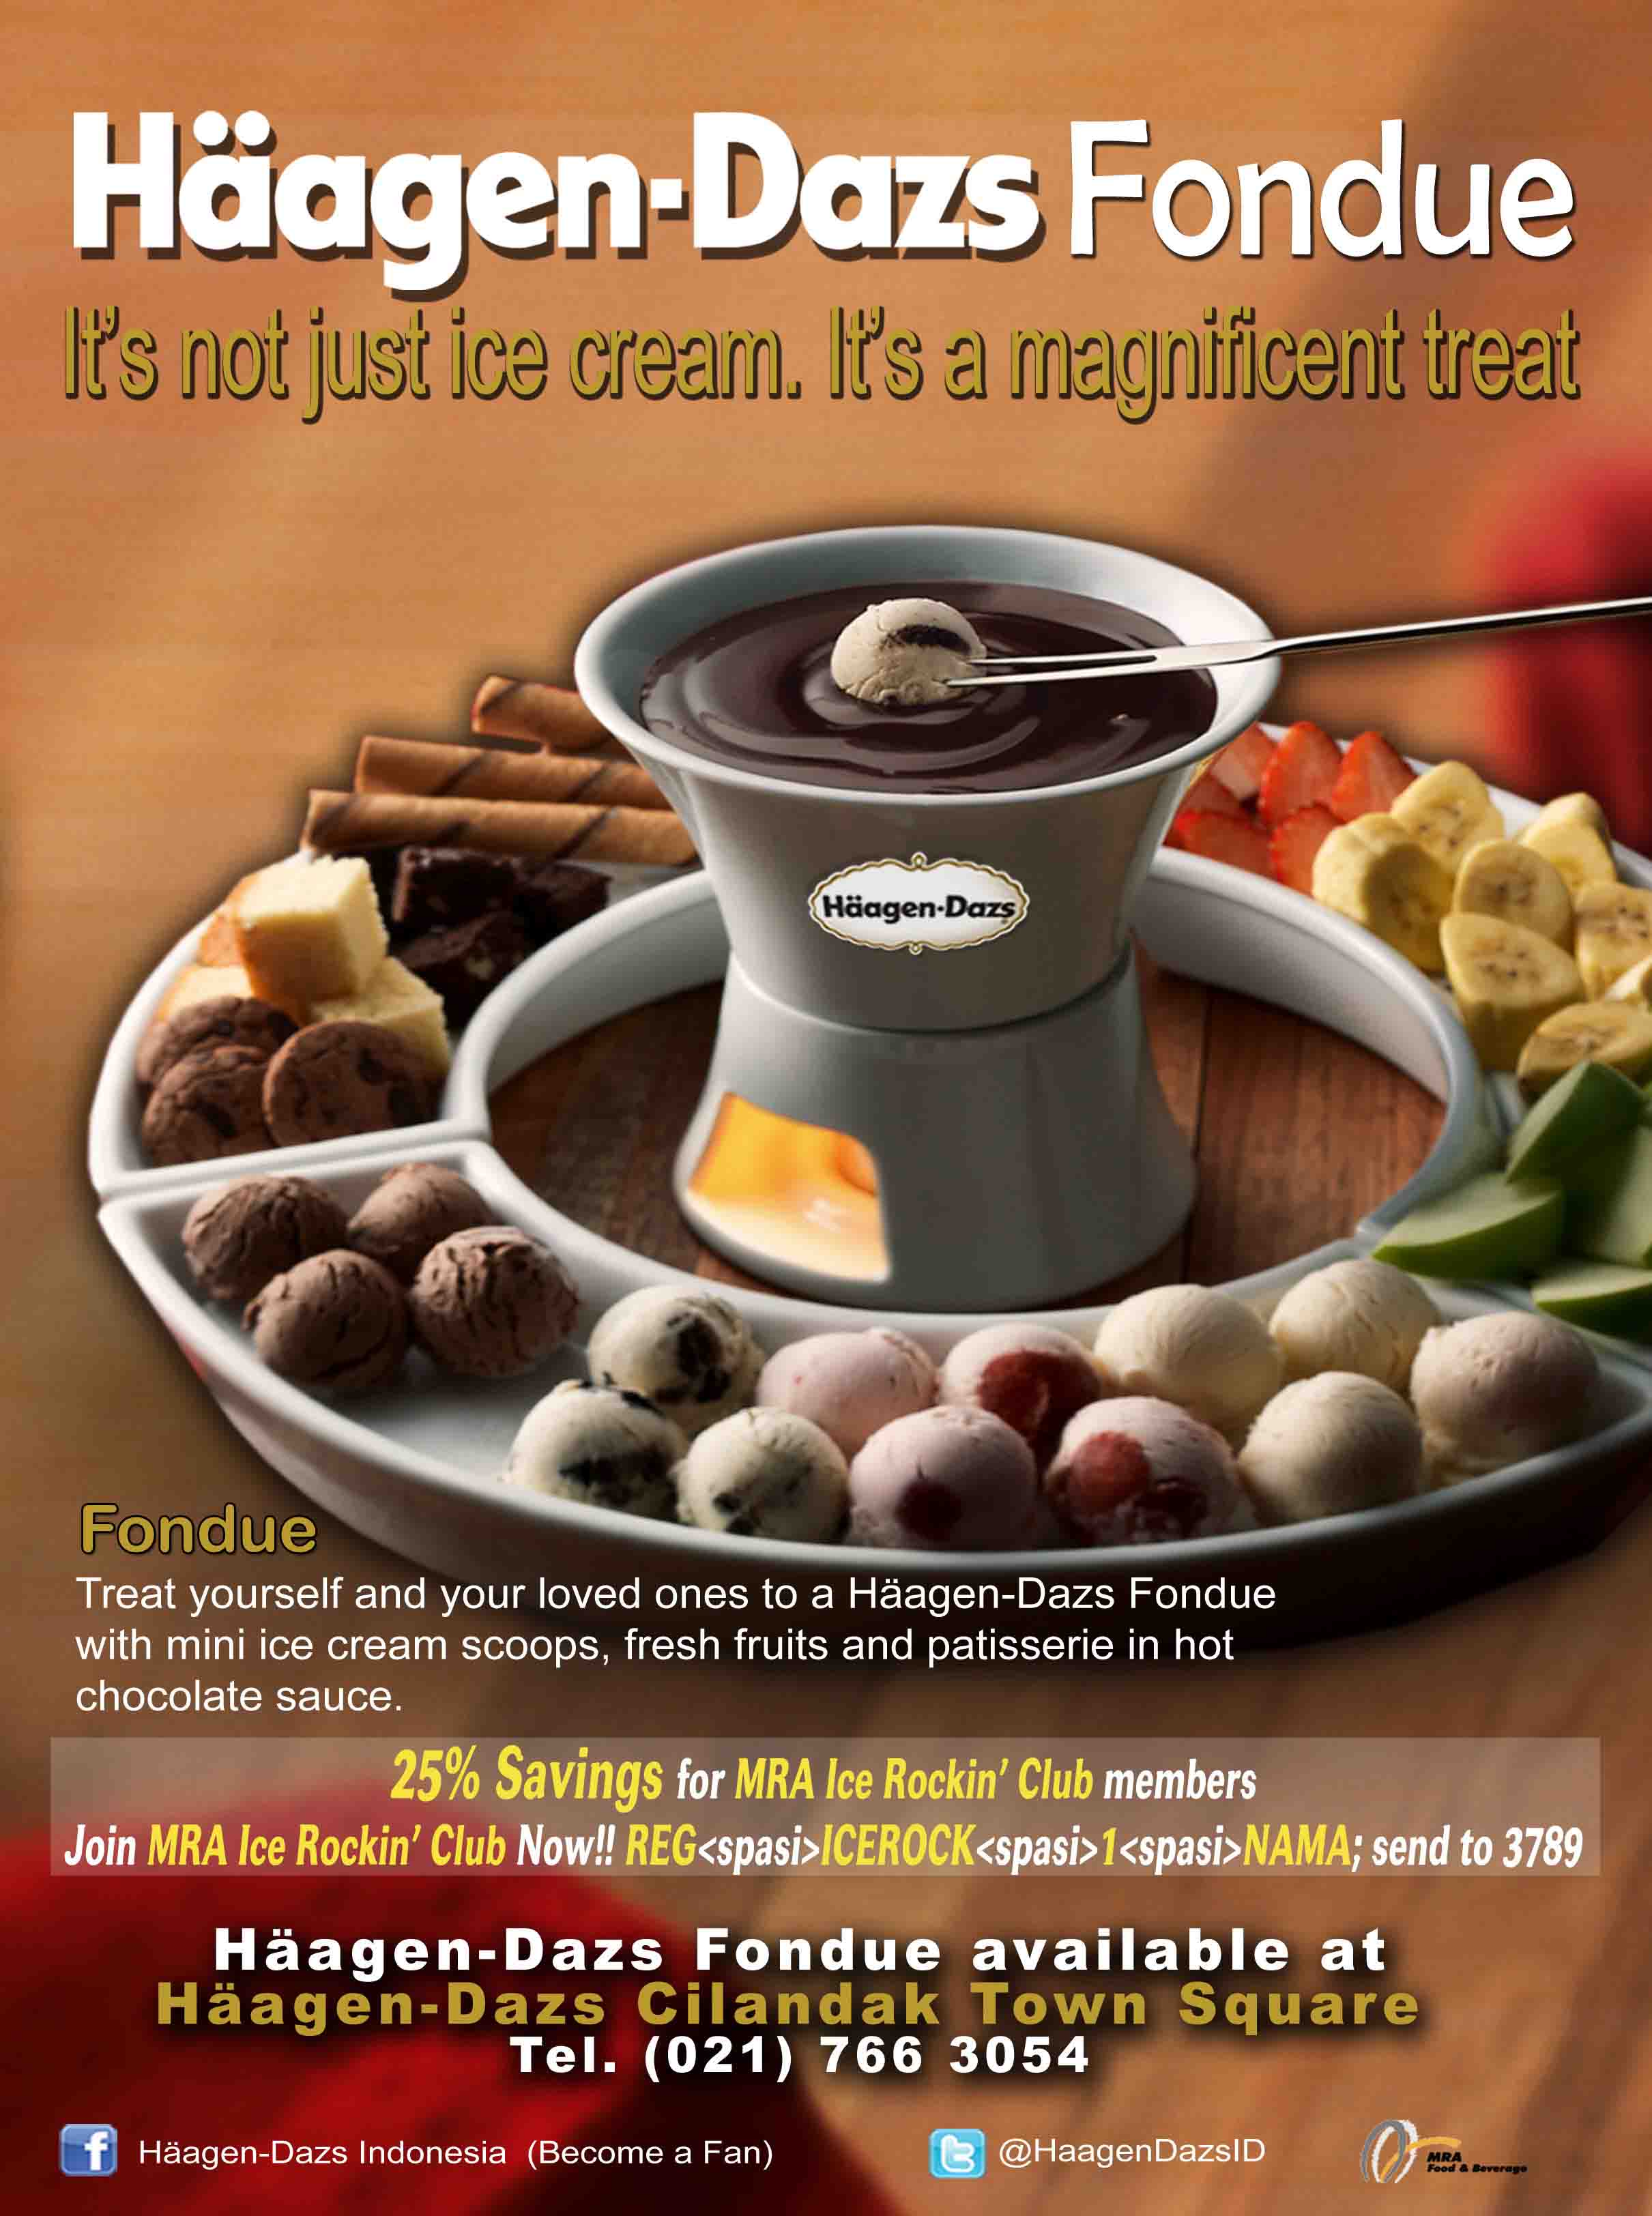 Häagen-Dazs Fondue
It's not just ice cream. It's a magnificent treat
Häagen-Dazs
Fondue
Treat yourself and your loved ones to a Häagen-Dazs Fondue
with mini ice cream scoops, fresh fruits and patisserie in hot
chocolate sauce.
25% Savings for MRA Ice Rockin' Club members
Join MRA Ice Rockin' Club Now!! REG<spasi>ICEROCK<spasi>1<spasi>NAMA; send to 3789
Häagen-Dazs Fondue available at
Häagen-Dazs Cilandak Town Square
Tel. (021) 766 3054
f Häagen-Dazs Indonesia (Become a Fan)
t @HaagenDazsID
MRA
Food & Beverage